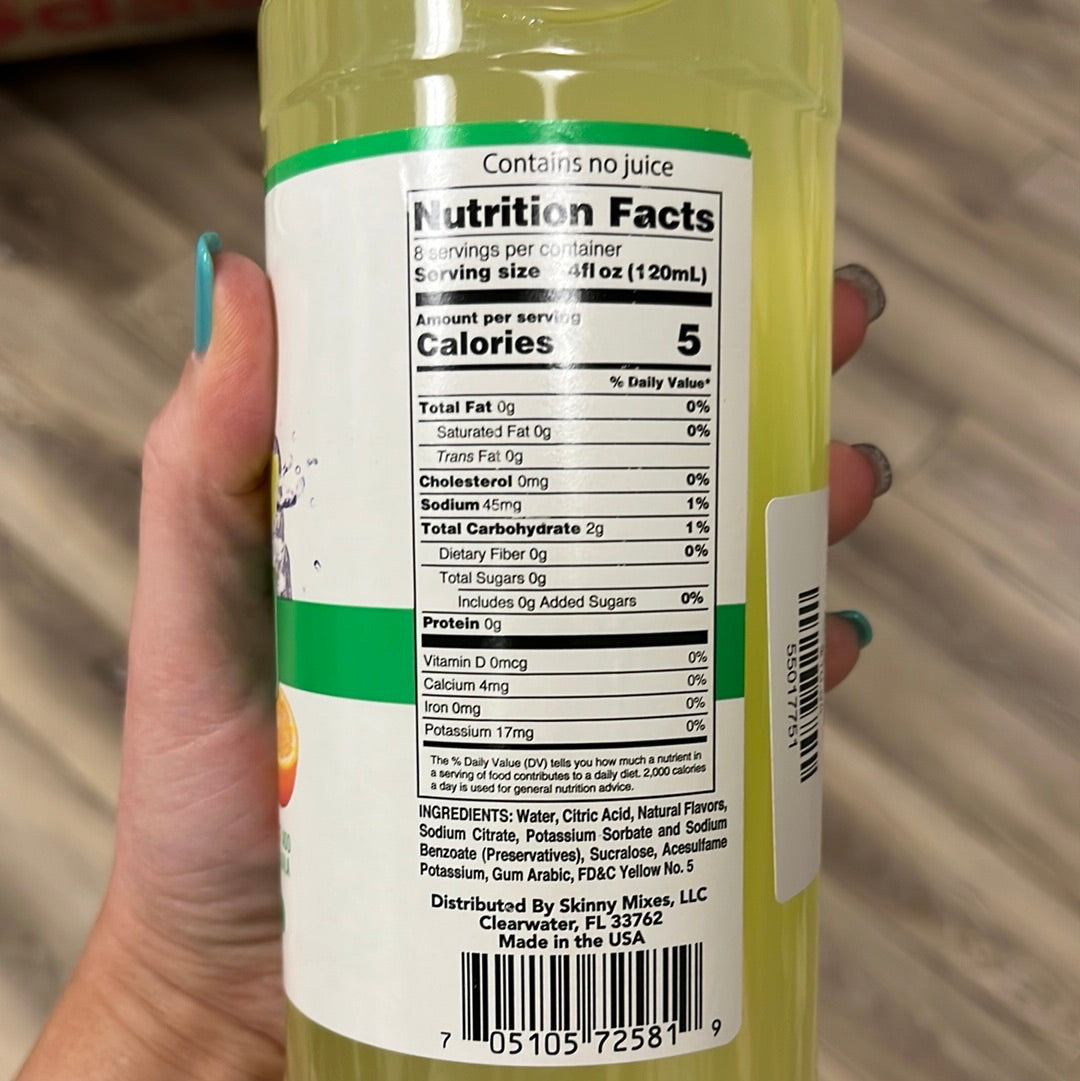 Contains no juice
Nutrition Facts
8 servings per container
Serving size 4fl oz (120mL)
Amount per serving
Calories 5
% Daily Value*
Total Fat 0g 0%
Saturated Fat 0g 0%
Trans Fat 0g
Cholesterol 0mg 0%
Sodium 45mg 1%
Total Carbohydrate 2g 1%
Dietary Fiber 0g 0%
Total Sugars 0g
Includes 0g Added Sugars 0%
Protein 0g
Vitamin D 0mcg 0%
Calcium 4mg 0%
Iron 0mg 0%
Potassium 17mg 0%
The % Daily Value (DV) tells you how much a nutrient in
a serving of food contributes to a daily diet. 2,000 calories
a day is used for general nutrition advice.
INGREDIENTS: Water, Citric Acid, Natural Flavors,
Sodium Citrate, Potassium Sorbate and Sodium
Benzoate (Preservatives), Sucralose, Acesulfame
Potassium, Gum Arabic, FD&C Yellow No. 5
Distributed By Skinny Mixes, LLC
Clearwater, FL 33762
Made in the USA
7 05105 72581 9
55017751